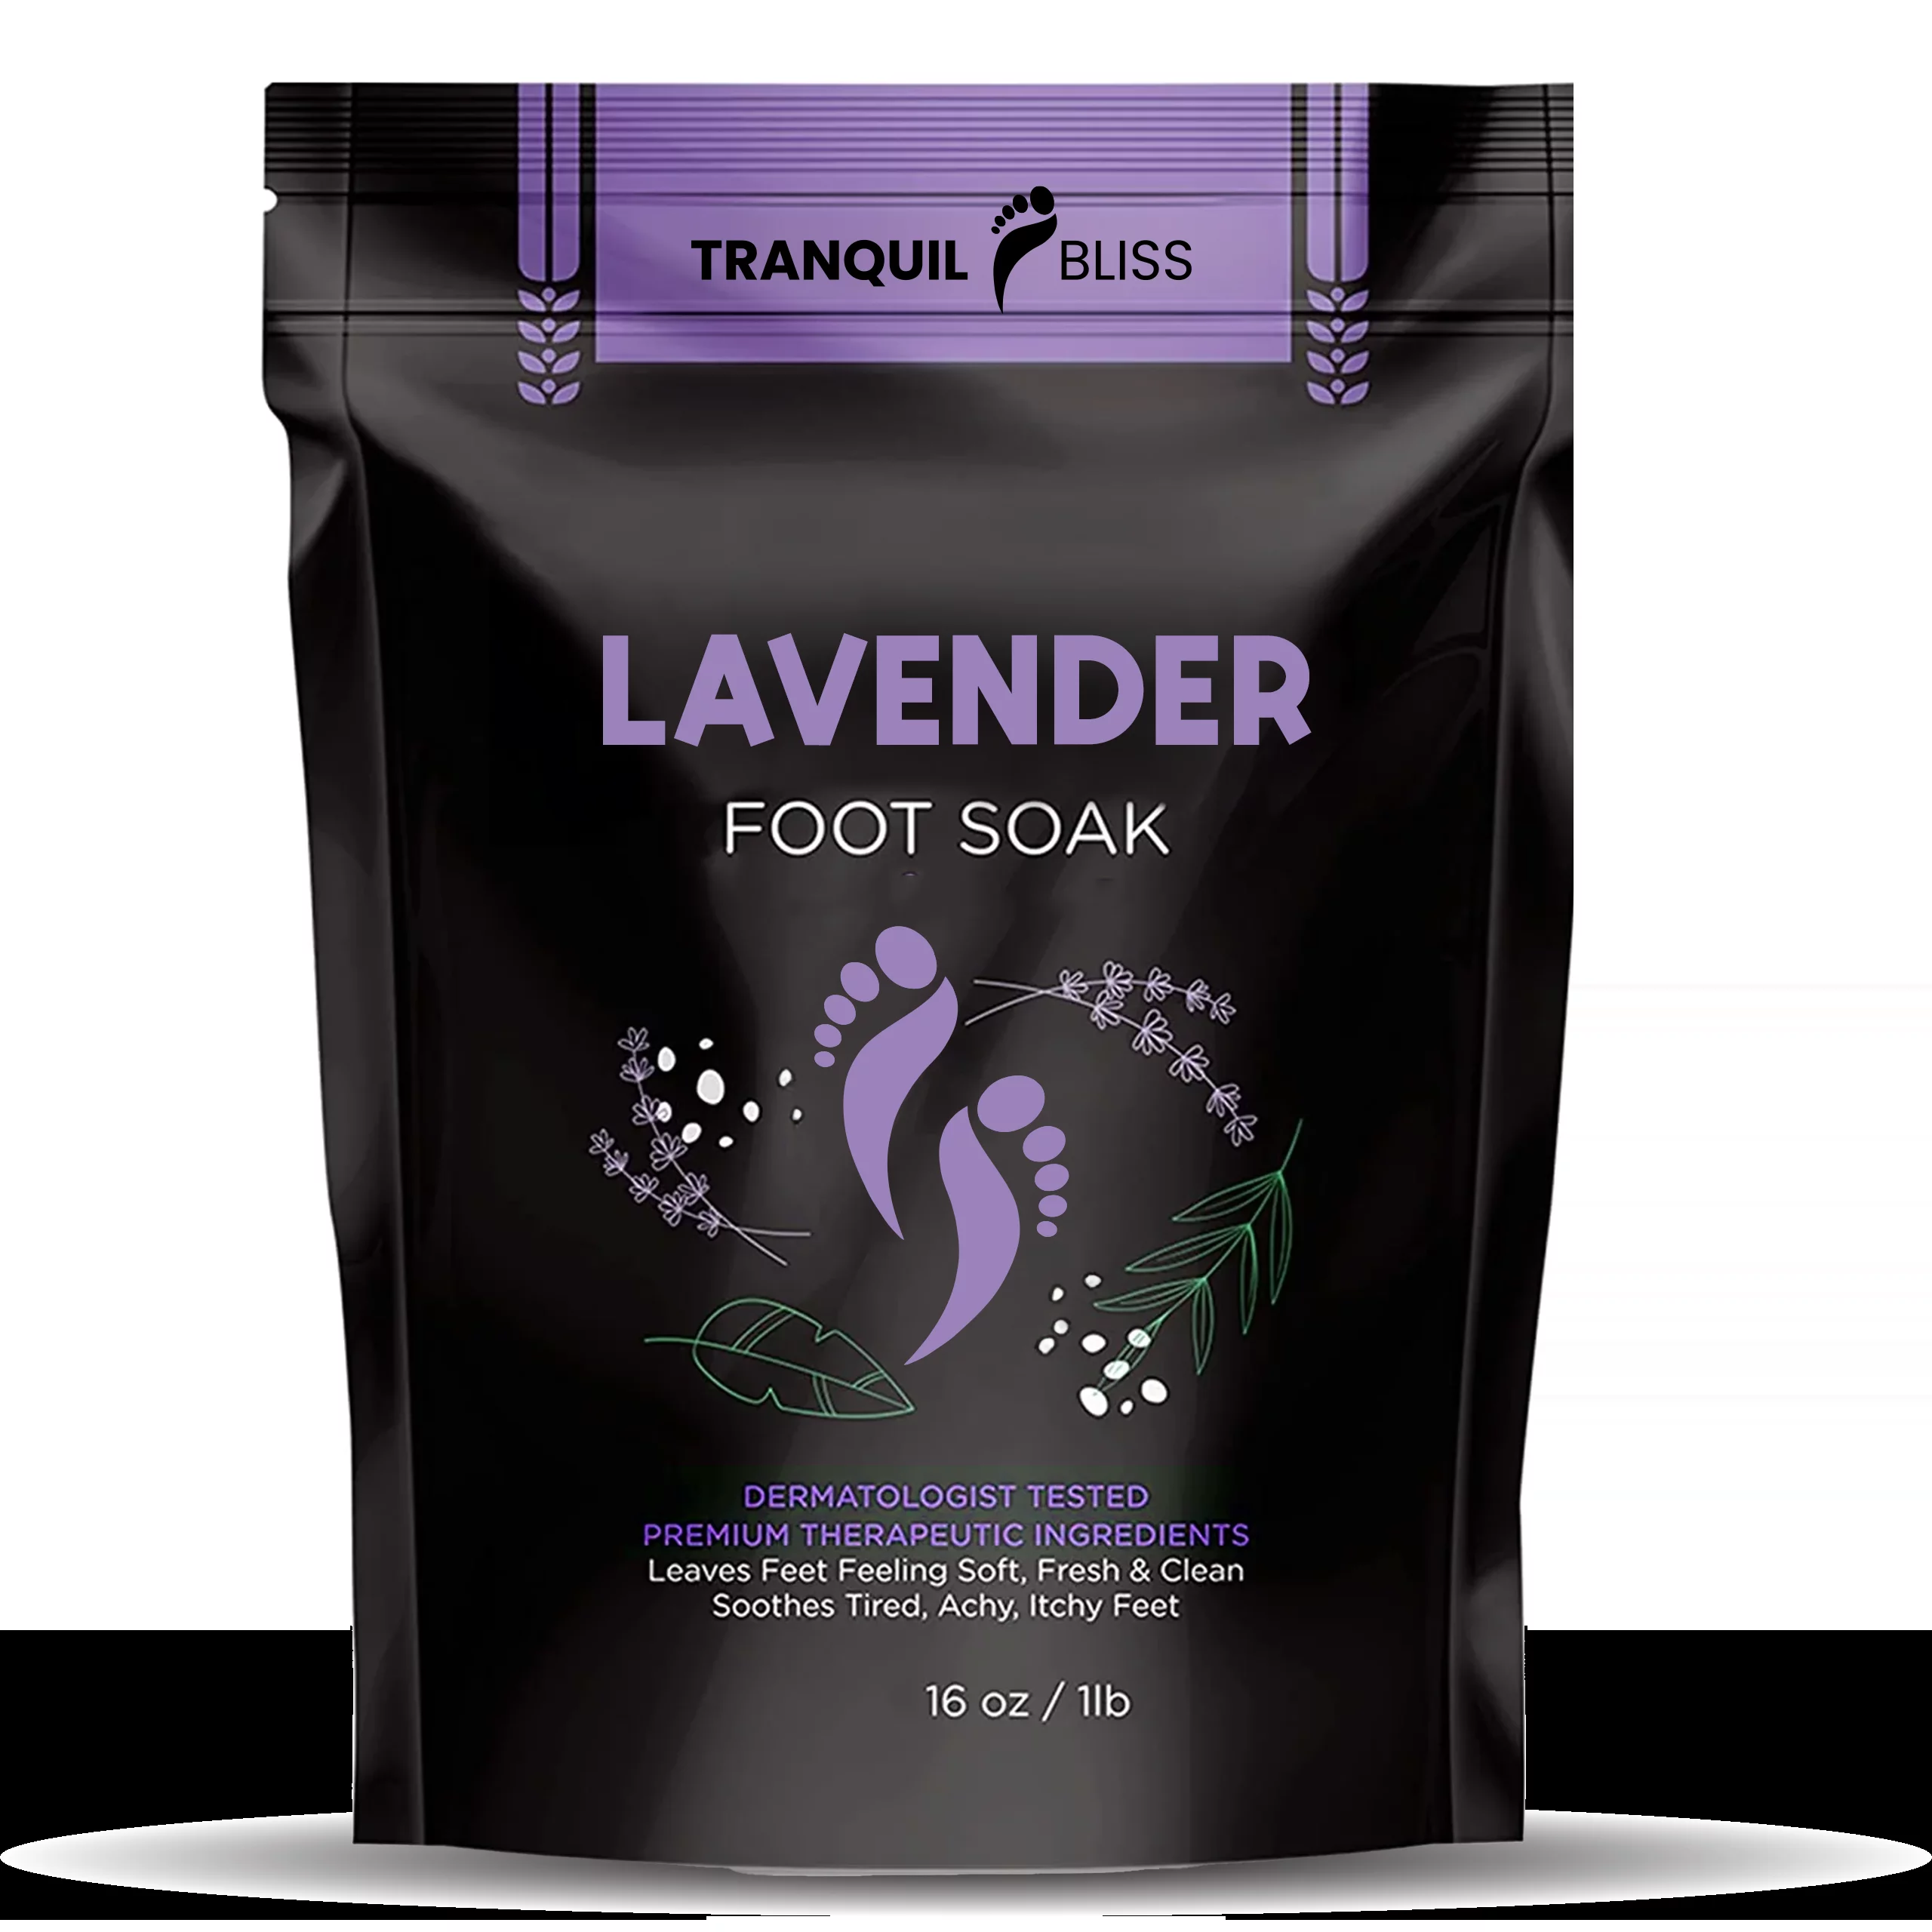 TRANQUIL BLISS
LAVENDER
FOOT SOAK
DERMATOLOGIST TESTED
PREMIUM THERAPEUTIC INGREDIENTS
Leaves Feet Feeling Soft, Fresh & Clean
Soothes Tired, Achy, Itchy Feet
16 oz / 1lb